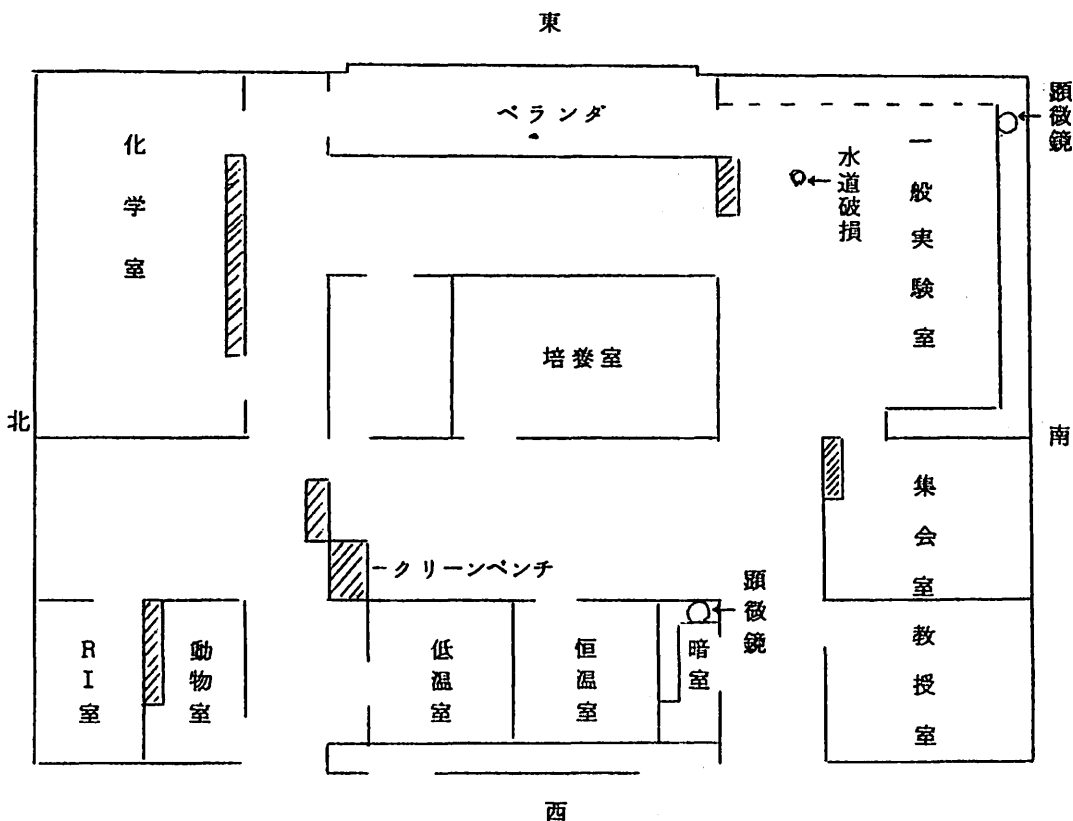 東
顕微鏡
ベランダ
化学室
一般実験室
水道破損
培養室
北
南
集会室
クリーンベンチ
顕微鏡
RI室
動物室
低温室
恒温室
暗室
教授室
西